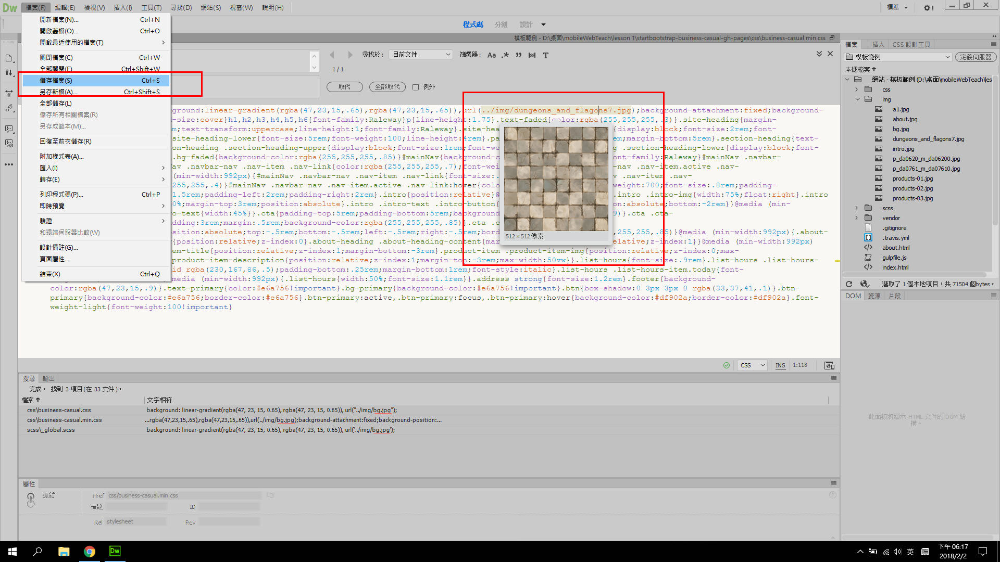 Dw 檔案(F) 編輯(E) 檢視(V) 插入(I) 工具(T) 尋找(D) 網站(S) 視窗(W) 說明(H) 標準
開新檔案(N)... Ctrl+N
開啟舊檔(O)... Ctrl+O
開啟最近使用的檔案(T)
關閉檔案(C) Ctrl+W
全部關閉(E) Ctrl+Shift+W
儲存檔案(S) Ctrl+S
另存新檔(A)... Ctrl+Shift+S
全部儲存(L)
儲存所有相關檔案(R)
另存成範本(M)...
回復至前次儲存(R)
附加樣式表(A)...
匯入(I)
轉存(E)
列印程式碼(P)... Ctrl+P
即時預覽
驗證
和遠端伺服器比較(W)
設計備註(G)...
頁面屬性...
結束(X) Ctrl+Q
程式碼 分割 設計
模板範例 - D:\桌面\mobileWebTeach\lesson 1\startbootstrap-business-casual-gh-pages\css\business-casual.min.css
尋找於: 目前文件 篩選器: Aa .* T
1 / 1
取代 全部取代 例外
ground:linear-gradient(rgba(47,23,15,.65),rgba(47,23,15,.65)),url(../img/dungeons_and_flagons7.jpg);background-attachment:fixed;background-
d-size:cover}h1,h2,h3,h4,h5,h6{font-family:Raleway}p{line-height:1.75}.text-faded{color:rgba(255,255,255,.3)}.site-heading{margin-
m;text-transform:uppercase;line-height:1;font-family:Raleway}.site-hea {display:block;font-size:2rem;font-
site-heading-lower{font-size:5rem;font-weight:100;line-height:4rem}.pa em;margin-bottom:5rem}.section-heading{text-
n-heading .section-heading-upper{display:block;font-size:1rem;font-we g .section-heading-lower{display:block;font-
.bg-faded{background-color:rgba(255,255,255,.85)}#mainNav{background-c font-family:Raleway}#mainNav .navbar-
av .navbar-nav .nav-item .nav-link{color:rgba(255,255,255,.7);font-wei nav .nav-item.active .nav-
(min-width:992px){#mainNav .navbar-nav .nav-item .nav-link{font-size:. nav .nav-item .nav-
255,255,.4)}#mainNav .navbar-nav .nav-item.active .nav-link:hover{colo weight:700;font-size:.8rem;padding-
1.5rem;padding-left:2rem;padding-right:2rem}.intro{position:relative}@ .intro .intro-img{width:75%;float:right}.intro
0%;margin-top:3rem;position:absolute}.intro .intro-text .intro-button{ on:absolute;bottom:-2rem}}@media (min-
o-text{width:45%}}.cta{padding-top:5rem;padding-bottom:5rem;background 9)}.cta .cta-
dding:3rem;margin:.5rem;background-color:rgba(255,255,255,.85)}.cta .c
osition:absolute;top:-.5rem;bottom:-.5rem;left:-.5rem;right:-.5rem;bord ,255,255,.85)}@media (min-width:992px){.about-
{position:relative;z-index:0}.about-heading .about-heading-content{mar elative;z-index:1}}@media (min-width:992px)
em-title{position:relative;z-index:1;margin-bottom:-3rem}.product-item .product-item-img{position:relative;z-index:0;max-
product-item-description{position:relative;z-index:1;margin-top:-3rem;max-width:50vw}}.list-hours{font-size:.9rem}.list-hours .list-hours-
id rgba(230,167,86,.5);padding-bottom:.25rem;margin-bottom:1rem;font-style:italic}.list-hours .list-hours-item.today{font-
media (min-width:992px){.list-hours{width:50%;font-size:1.1rem}}.address strong{font-size:1.2rem}.footer{background-
color:rgba(47,23,15,.9)}.text-primary{color:#e6a756!important}.bg-primary{background-color:#e6a756!important}.btn{box-shadow:0 3px 3px 0 rgba(33,37,41,.1)}.btn-
primary{background-color:#e6a756;border-color:#e6a756}.btn-primary:active,.btn-primary:focus,.btn-primary:hover{background-color:#df902a;border-color:#df902a}.font-
weight-light{font-weight:100!important}
512 × 512 像素
CSS INS 1:118
搜尋 輸出
完成。 找到 3 項目(在 33 文件)。
檔案 文字相符
css\business-casual.css background: linear-gradient(rgba(47, 23, 15, 0.65), rgba(47, 23, 15, 0.65)), url("../img/bg.jpg");
css\business-casual.min.css ...rgba(47,23,15,.65),rgba(47,23,15,.65)),url(../img/bg.jpg);background-attachment:fixed;background-position:...
scss\_global.scss background: linear-gradient(rgba(47, 23, 15, 0.65), rgba(47, 23, 15, 0.65)), url('../img/bg.jpg');
屬性
連結 Href css/business-casual.min.css
標題 ID
Rel stylesheet Rev
檔案 插入 CSS 設計工具
模板範例 定義伺服器
本機檔案
網站 - 模板範例 (D:\桌面\mobileWebTeach\les
css
img
a1.jpg
about.jpg
bg.jpg
dungeons_and_flagons7.jpg
intro.jpg
p_da0620_m_da06200.jpg
p_da0761_m_da07610.jpg
products-01.jpg
products-02.jpg
products-03.jpg
scss
vendor
.gitignore
.travis.yml
about.html
gulpfile.js
index.html
選取了 1 個本地項目，共 71504 個bytes。
DOM 資源 片段
此面板將顯示 HTML 文件的 DOM 結
構。
Dw
英
下午 06:17
2018/2/2